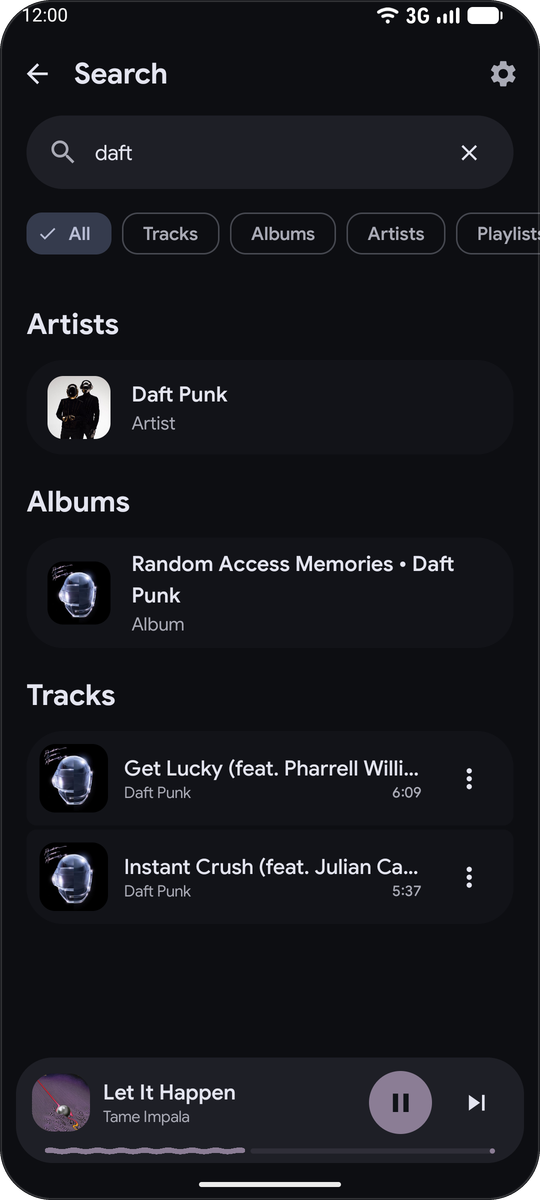 12:00 3G
Search
daft
All Tracks Albums Artists Playlists
Artists
Daft Punk
Artist
Albums
Random Access Memories • Daft
Punk
Album
Tracks
Get Lucky (feat. Pharrell Willi...
Daft Punk 6:09
Instant Crush (feat. Julian Ca...
Daft Punk 5:37
Let It Happen
Tame Impala